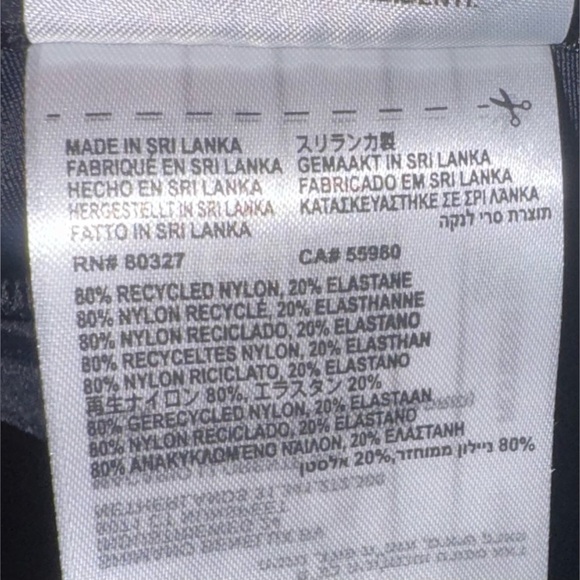 MADE IN SRI LANKA
FABRIQUÉ EN SRI LANKA
HECHO EN SRI LANKA
HERGESTELLT IN SRI LANKA
FATTO IN SRI LANKA
スリランカ製
GEMAAKT IN SRI LANKA
FABRICADO EM SRI LANKA
ΚΑΤΑΣΚΕΥΑΣΤΗΚΕ ΣΕ ΣΡΙ ΛΑΝΚΑ
תוצרת סרי לנקה
RN# 80327 CA# 55980
80% RECYCLED NYLON, 20% ELASTANE
80% NYLON RECYCLÉ, 20% ELASTHANNE
80% NYLON RECICLADO, 20% ELASTANO
80% RECYCELTES NYLON, 20% ELASTHAN
80% NYLON RICICLATO, 20% ELASTANO
再生ナイロン 80%, エラスタン 20%
80% GERECYCLED NYLON, 20% ELASTAAN
80% NYLON RECICLADO, 20% ELASTANO
80% ΑΝΑΚΥΚΛΩΜΈΝΟ ΝΆΙΛΟΝ, 20% ΕΛΑΣΤΆΝΗ
80% ניילון ממוחזר, 20% אלסטן